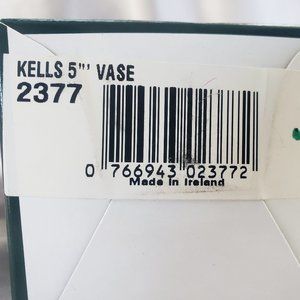 KELLS 5"' VASE
2377
0 766943 023772
Made in Ireland